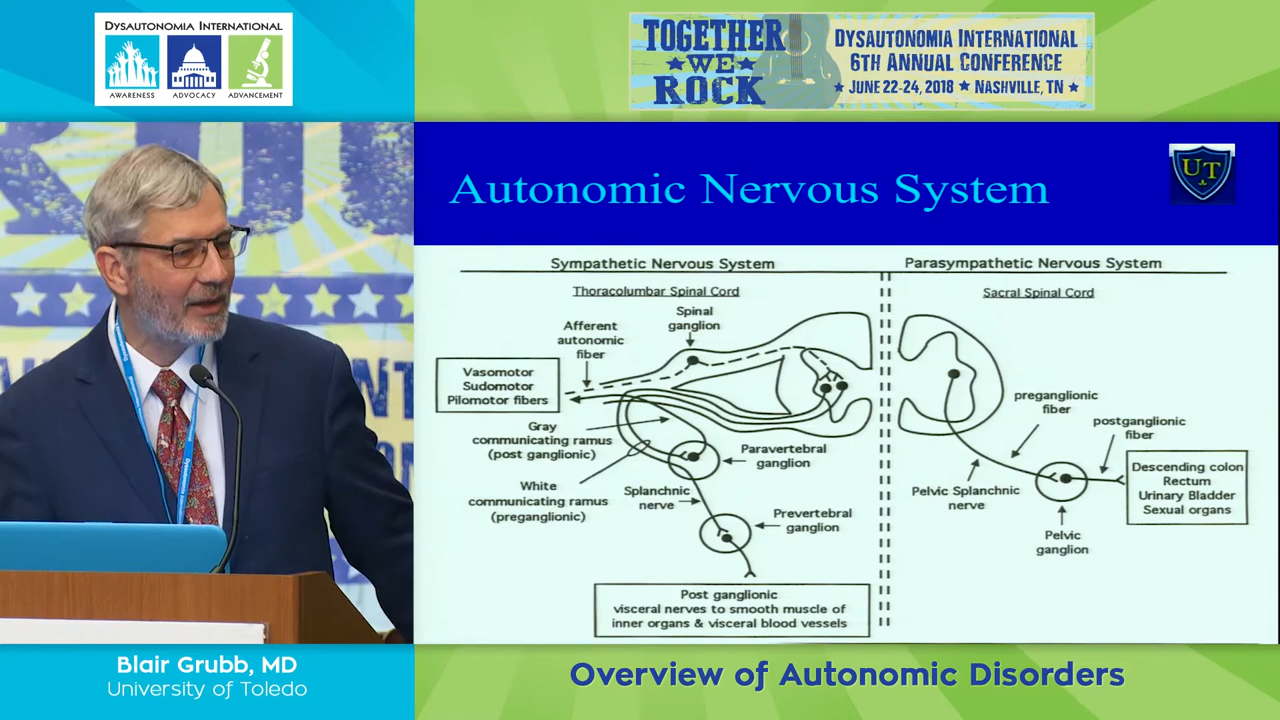 DYSAUTONOMIA INTERNATIONAL
AWARENESS
ADVOCACY
ADVANCEMENT
TOGETHER
WE
ROCK
DYSAUTONOMIA INTERNATIONAL
6TH ANNUAL CONFERENCE
JUNE 22-24, 2018 ★ NASHVILLE, TN
Autonomic Nervous System
UT
Sympathetic Nervous System
Parasympathetic Nervous System
Thoracolumbar Spinal Cord
Sacral Spinal Cord
Spinal
ganglion
Afferent
autonomic
fiber
Vasomotor
Sudomotor
Pilomotor fibers
Gray
communicating ramus
(post ganglionic)
White
communicating ramus
(preganglionic)
Splanchnic
nerve
Paravertebral
ganglion
Prevertebral
ganglion
Post ganglionic
visceral nerves to smooth muscle of
inner organs & visceral blood vessels
preganglionic
fiber
postganglionic
fiber
Pelvic Splanchnic
nerve
Pelvic
ganglion
Descending colon
Rectum
Urinary Bladder
Sexual organs
Blair Grubb, MD
University of Toledo
Overview of Autonomic Disorders